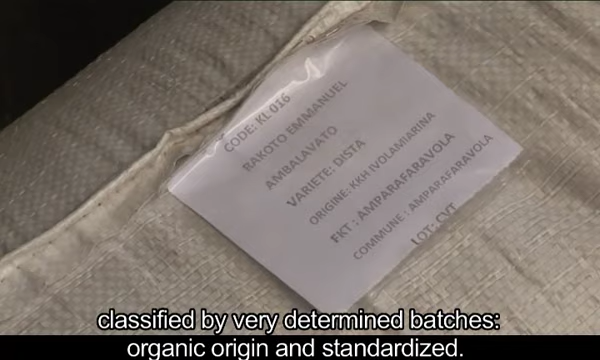 CODE: KL 016
RAKOTO EMMANUEL
AMBALAVATO
VARIETE: DISTA
ORIGINE: KKH IVOLAMIARINA
FKT : AMPARAFARAVOLA
COMMUNE : AMPARAFARAVOLA
LOT: CVT
classified by very determined batches:
organic origin and standardized.